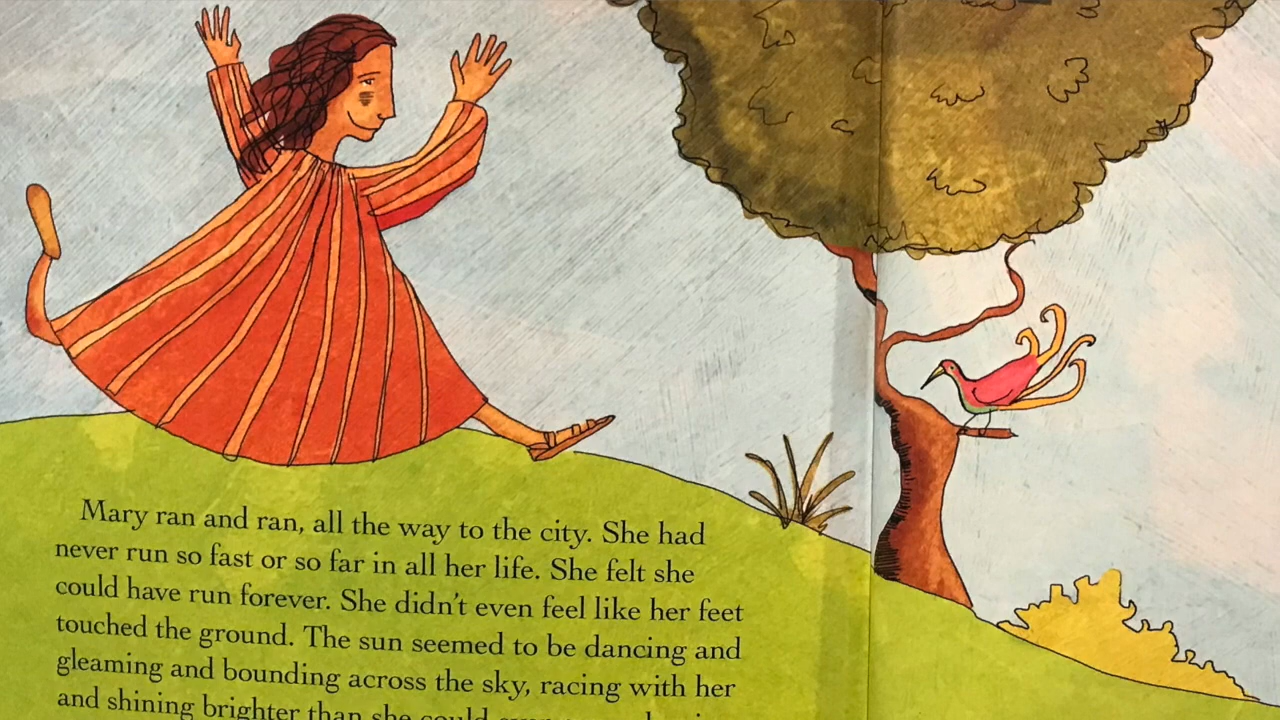 Mary ran and ran, all the way to the city. She had
never run so fast or so far in all her life. She felt she
could have run forever. She didn't even feel like her feet
touched the ground. The sun seemed to be dancing and
gleaming and bounding across the sky, racing with her
and shining brighter than she could